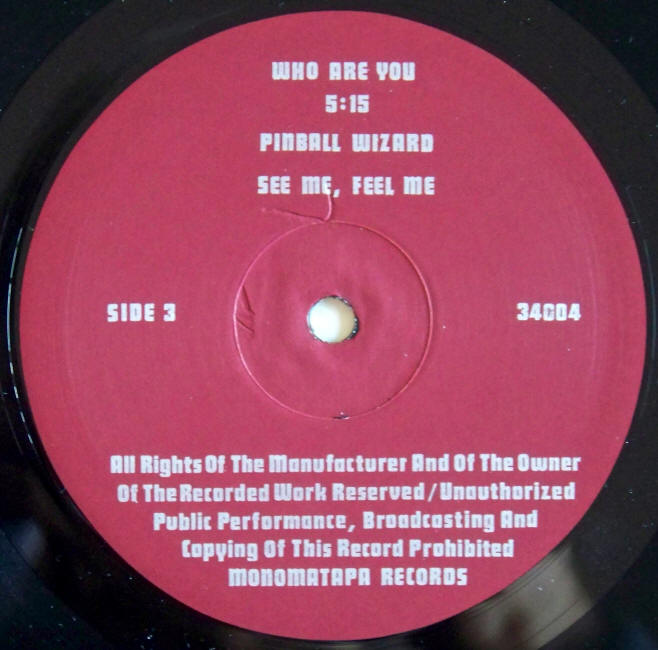 WHO ARE YOU
5:15
PINBALL WIZARD
SEE ME, FEEL ME
SIDE 3
34004
All Rights Of The Manufacturer And Of The Owner
Of The Recorded Work Reserved / Unauthorized
Public Performance, Broadcasting And
Copying Of This Record Prohibited
MONOMATAPA RECORDS